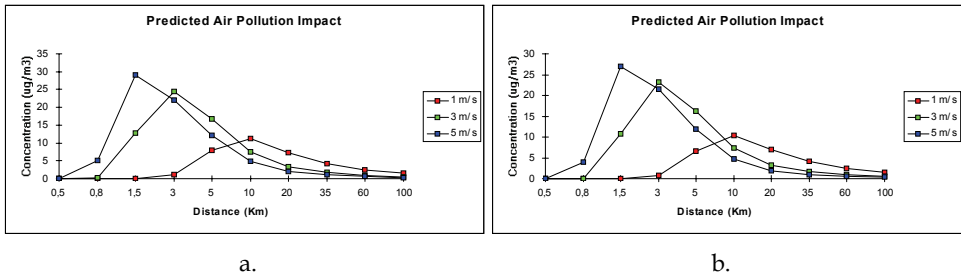 Predicted Air Pollution Impact
Concentration (ug/m3)
35
30
25
20
15
10
5
0
0,5 0,8 1,5 3 5 10 20 35 60 100
Distance (Km)
1 m/s
3 m/s
5 m/s
a.
Predicted Air Pollution Impact
Concentration (ug/m3)
30
25
20
15
10
5
0
0,5 0,8 1,5 3 5 10 20 35 60 100
Distance (Km)
1 m/s
3 m/s
5 m/s
b.